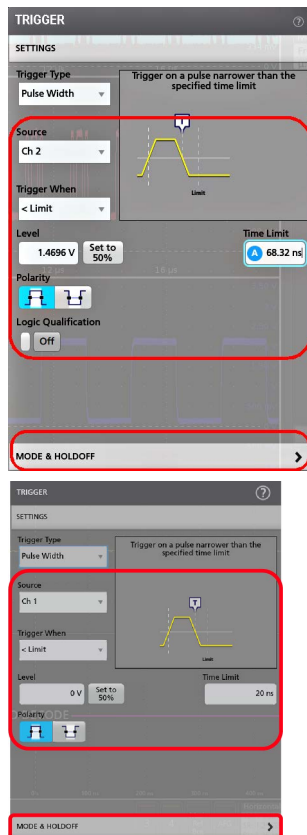 TRIGGER
?
SETTINGS
Trigger Type
Pulse Width
Trigger on a pulse narrower than the
specified time limit
T
Limit
Source
Ch 2
Trigger When
< Limit
Level
Time Limit
1.4696 V
Set to
50%
A 68.32 ns
Polarity
Logic Qualification
Off
MODE & HOLDOFF
TRIGGER
?
SETTINGS
Trigger Type
Pulse Width
Trigger on a pulse narrower than the
specified time limit
T
Limit
Source
Ch 1
Trigger When
< Limit
Level
Time Limit
0 V
Set to
50%
20 ns
Polarity
MODE & HOLDOFF